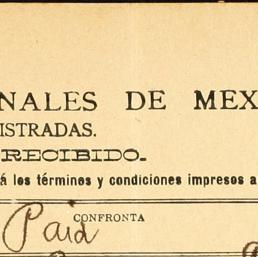 NALES DE MEX
ISTRADAS.
RECIBIDO.
á los términos y condiciones impresos a
CONFRONTA
Paid